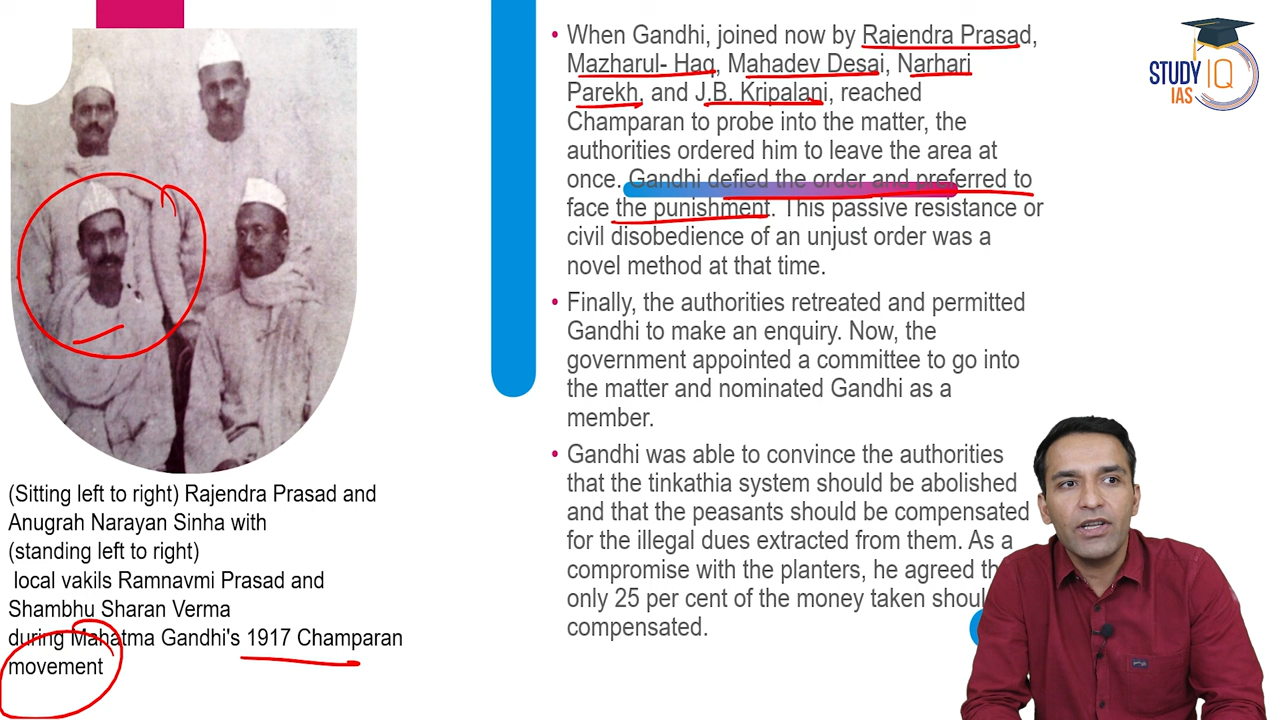 When Gandhi, joined now by Rajendra Prasad,
Mazharul- Haq, Mahadev Desai, Narhari
Parekh, and J.B. Kripalani, reached
Champaran to probe into the matter, the
authorities ordered him to leave the area at
once. Gandhi defied the order and preferred to
face the punishment. This passive resistance or
civil disobedience of an unjust order was a
novel method at that time.
Finally, the authorities retreated and permitted
Gandhi to make an enquiry. Now, the
government appointed a committee to go into
the matter and nominated Gandhi as a
member.
Gandhi was able to convince the authorities
that the tinkathia system should be abolished
and that the peasants should be compensated
for the illegal dues extracted from them. As a
compromise with the planters, he agreed
only 25 per cent of the money taken
compensated.
(Sitting left to right) Rajendra Prasad and
Anugrah Narayan Sinha with
(standing left to right)
local vakils Ramnavmi Prasad and
Shambhu Sharan Verma
during Mahatma Gandhi's 1917 Champaran
movement
STUDY IQ
IAS